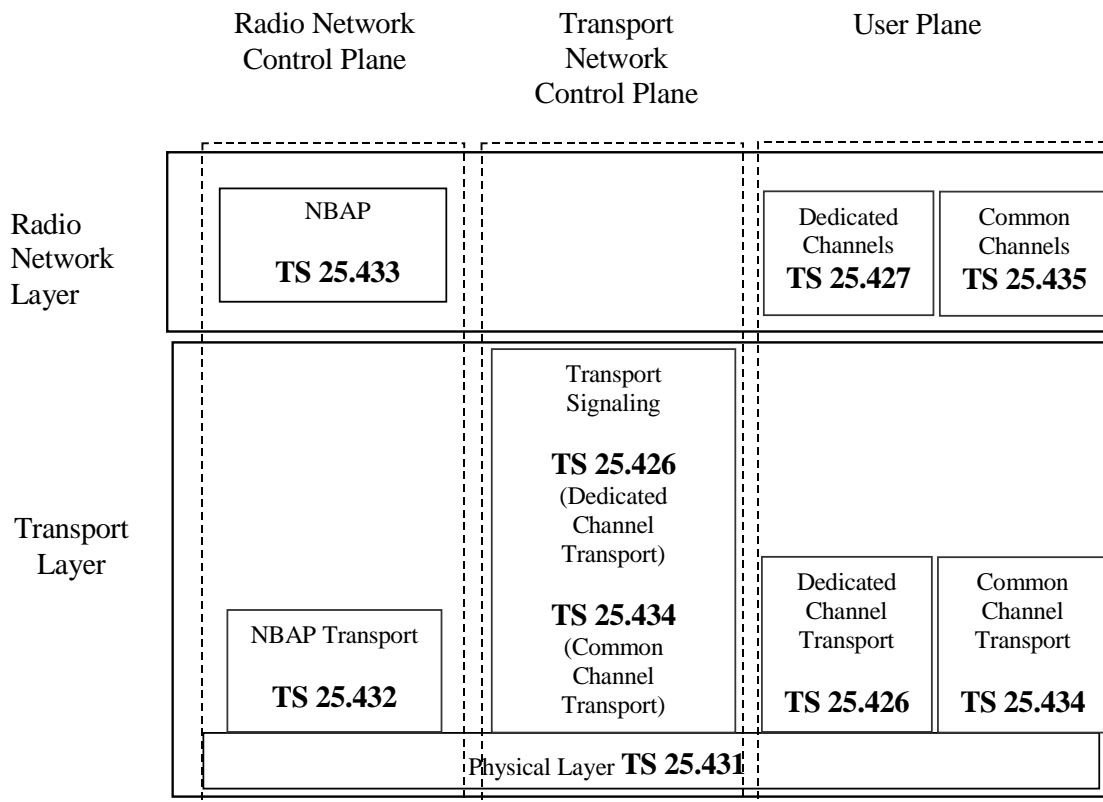 Radio Network
Control Plane
Transport
Network
Control Plane
User Plane
Radio
Network
Layer
NBAP
TS 25.433
Dedicated
Channels
TS 25.427
Common
Channels
TS 25.435
Transport
Layer
NBAP Transport
TS 25.432
Transport
Signaling
TS 25.426
(Dedicated
Channel
Transport)
TS 25.434
(Common
Channel
Transport)
Dedicated
Channel
Transport
TS 25.426
Common
Channel
Transport
TS 25.434
Physical Layer TS 25.431